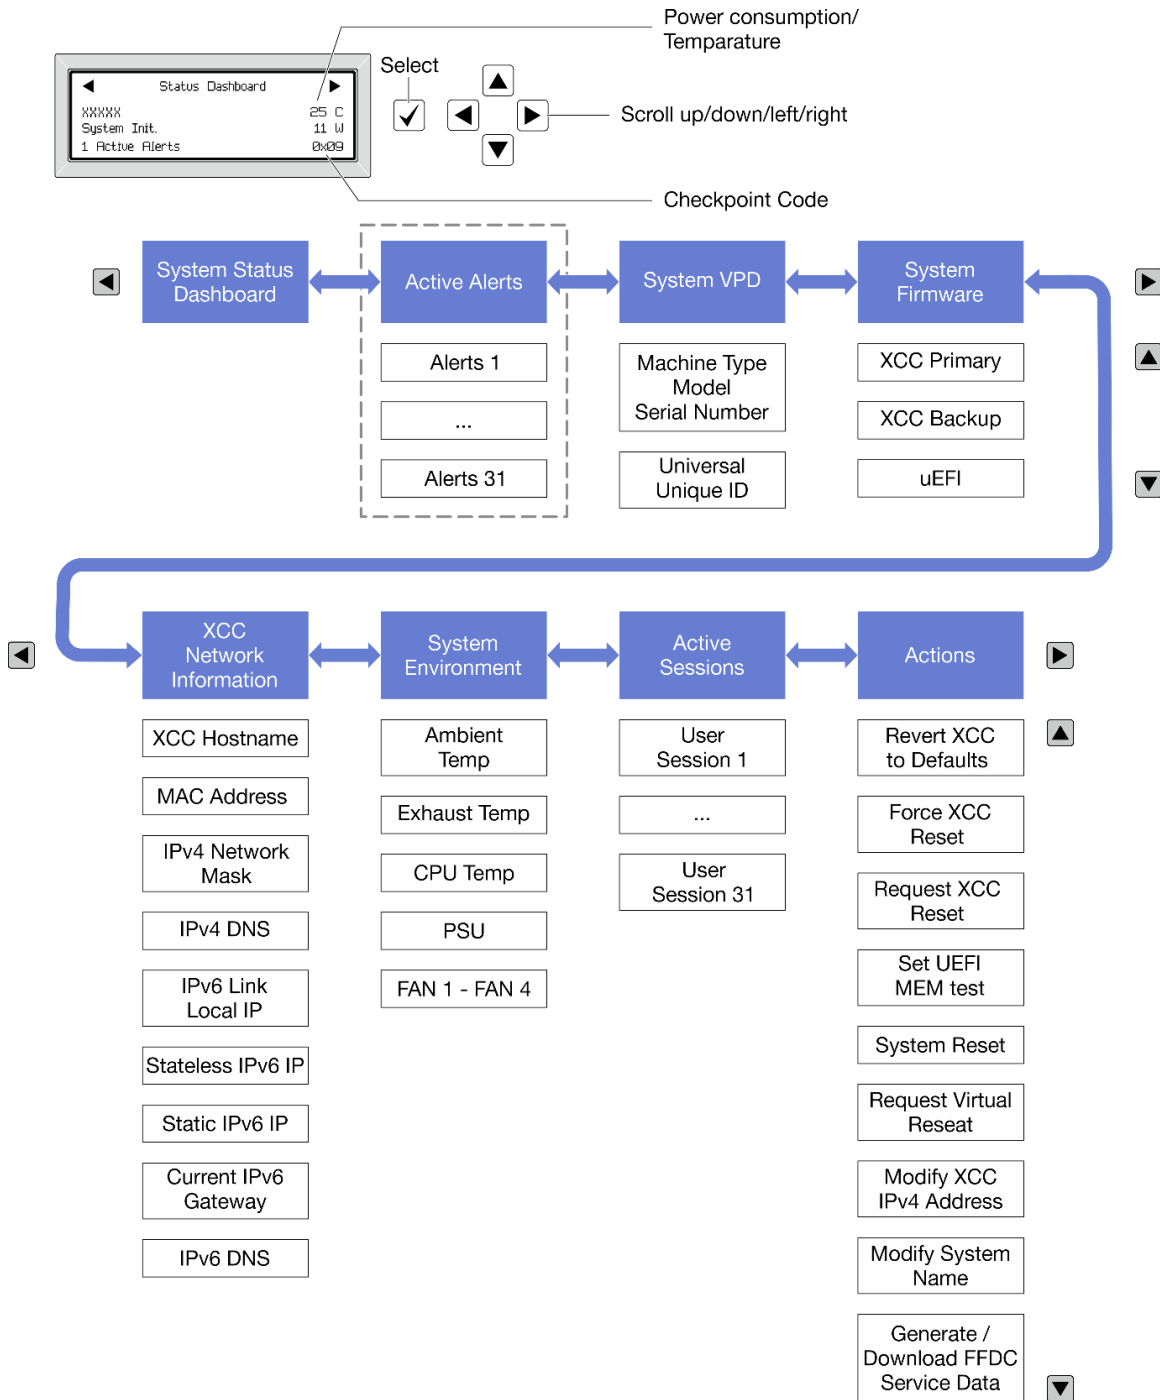 Power consumption/
Temparature
Select
Status Dashboard
XXXXX 25 C
System Init. 11 W
1 Active Alerts 0x09
Scroll up/down/left/right
Checkpoint Code
System Status
Dashboard
Active Alerts
System VPD
System
Firmware
Alerts 1
...
Alerts 31
Machine Type
Model
Serial Number
Universal
Unique ID
XCC Primary
XCC Backup
uEFI
XCC
Network
Information
System
Environment
Active
Sessions
Actions
XCC Hostname
MAC Address
IPv4 Network
Mask
IPv4 DNS
IPv6 Link
Local IP
Stateless IPv6 IP
Static IPv6 IP
Current IPv6
Gateway
IPv6 DNS
Ambient
Temp
Exhaust Temp
CPU Temp
PSU
FAN 1 - FAN 4
User
Session 1
...
User
Session 31
Revert XCC
to Defaults
Force XCC
Reset
Request XCC
Reset
Set UEFI
MEM test
System Reset
Request Virtual
Reseat
Modify XCC
IPv4 Address
Modify System
Name
Generate /
Download FFDC
Service Data